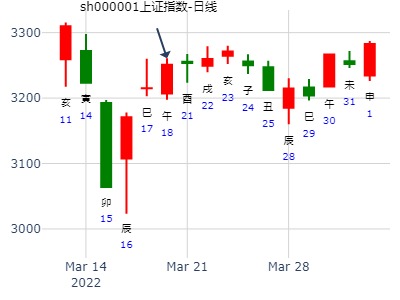 sh000001上证指数-日线
3300
3200
3100
3000
亥
11
寅
14
卯
15
辰
16
巳
17
午
18
酉
21
戌
22
亥
23
子
24
丑
25
辰
28
巳
29
午
30
未
31
申
1
Mar 14
2022
Mar 21
Mar 28